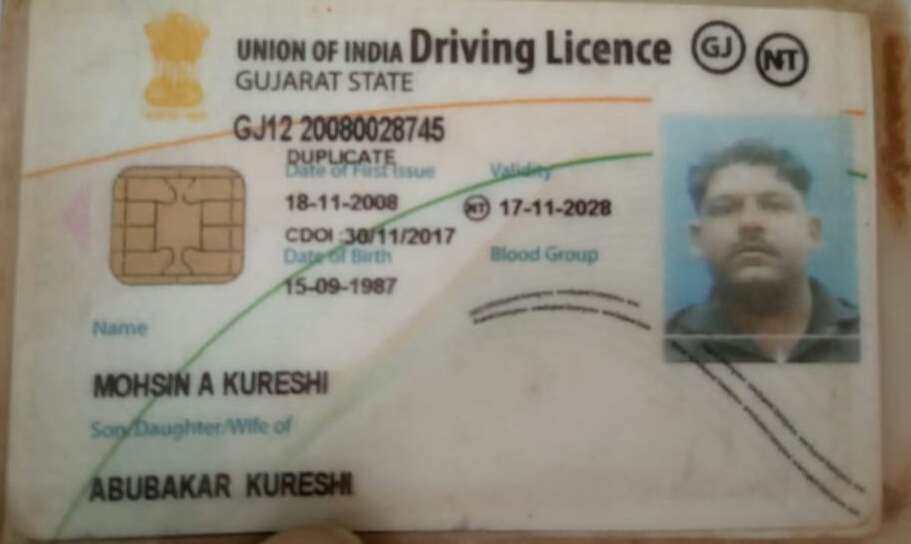 UNION OF INDIA Driving Licence GJ NT
GUJARAT STATE
GJ12 20080028745
DUPLICATE
Date of First Issue Validity
18-11-2008 NT 17-11-2028
CDOI :30/11/2017
Date of Birth Blood Group
15-09-1987
Name
MOHSIN A KURESHI
Son/Daughter/Wife of
ABUBAKAR KURESHI